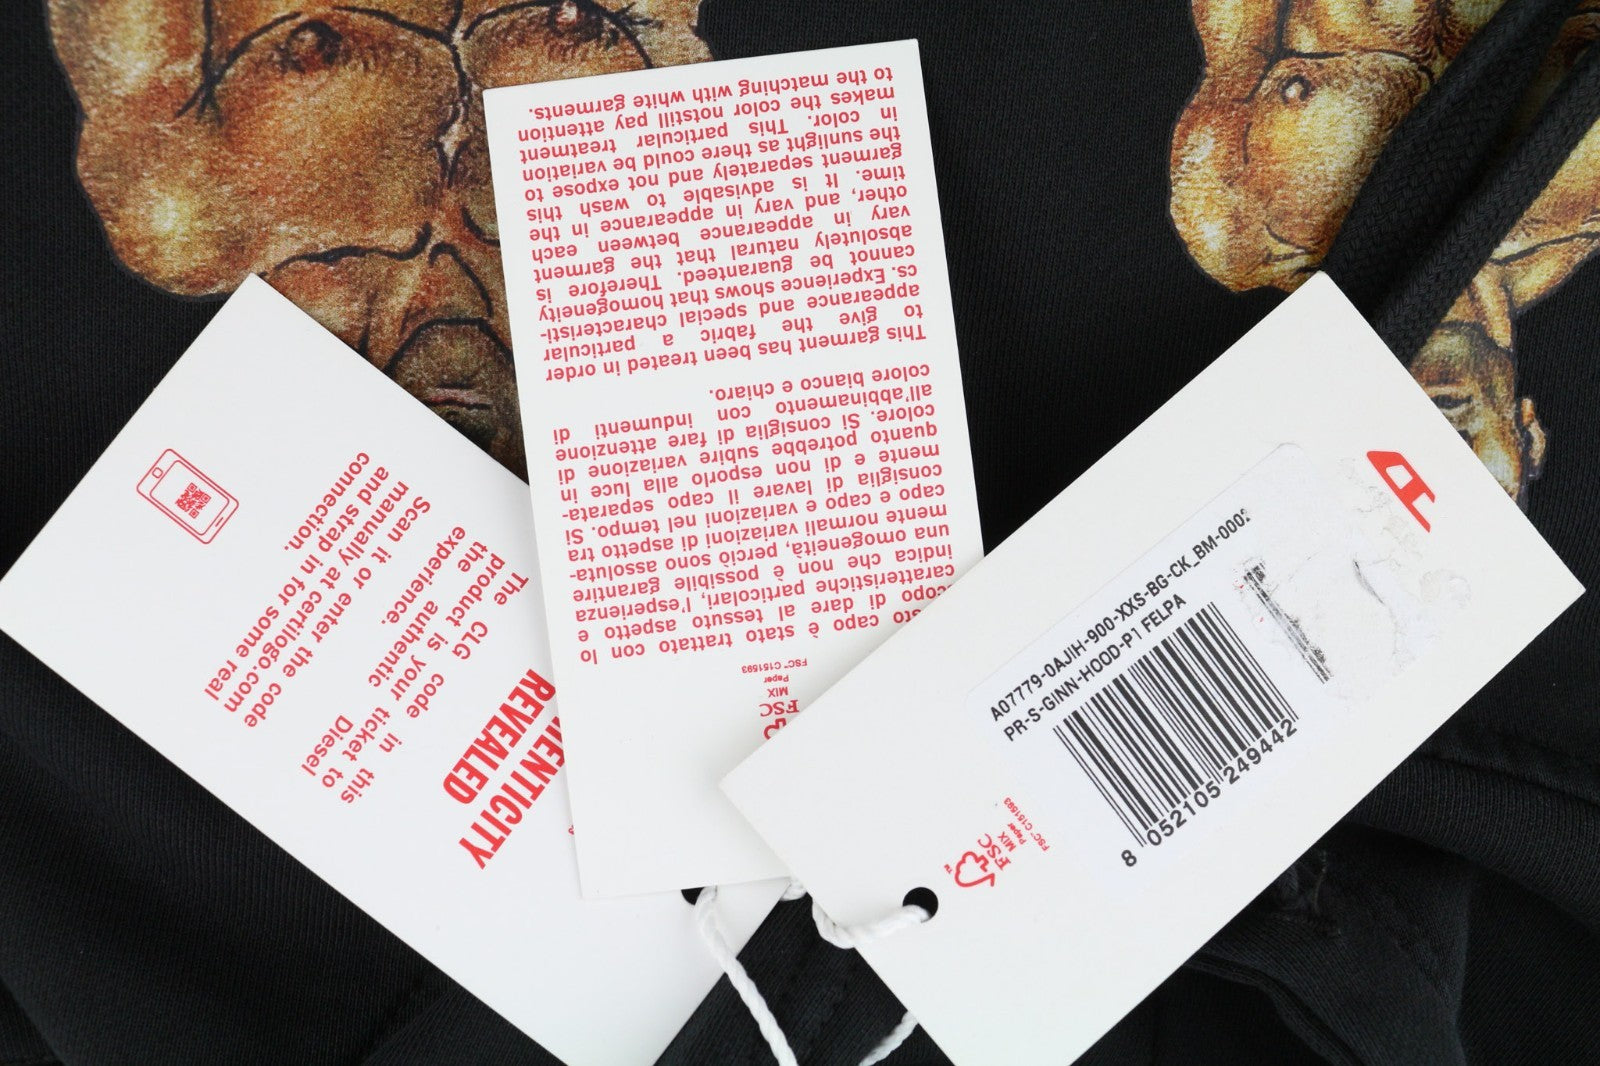 HENTICITY
REVEALED
The CLG code in this
product is your ticket to
the authentic Diesel
experience.
Scan it or enter the code
manually at certilogo.com
and strap in for some real
connection.
FSC
MIX
Paper
FSC™ C151593
sto capo è stato trattato con lo
scopo di dare al tessuto aspetto e
caratteristiche particolari, l'esperienza
indica che non è possibile garantire
una omogeneità, perciò sono assoluta-
mente normali variazioni di aspetto tra
capo e capo e variazioni nel tempo. Si
consiglia di lavare il capo separata-
mente e di non esporlo alla luce in
quanto potrebbe subire variazione di
colore. Si consiglia di fare attenzione
all'abbinamento con indumenti di
colore bianco e chiaro.
This garment has been treated in order
to give the fabric a particular
appearance and special characteristi-
cs. Experience shows that homogeneity
cannot be guaranteed. Therefore is
absolutely natural that the garment
vary in appearance between each
other, and vary in appearance in the
time. It is advisable to wash this
garment separately and not expose to
the sunlight as there could be variation
in color. This particular treatment
makes the color notstill pay attention
to the matching with white garments.
A07779-0AJIH-900-XXS-BG-CK_BM-0002
PR-S-GINN-HOOD-P1 FELPA
8 052105 249442
FSC
™
MIX
Paper
FSC™ C151593
D